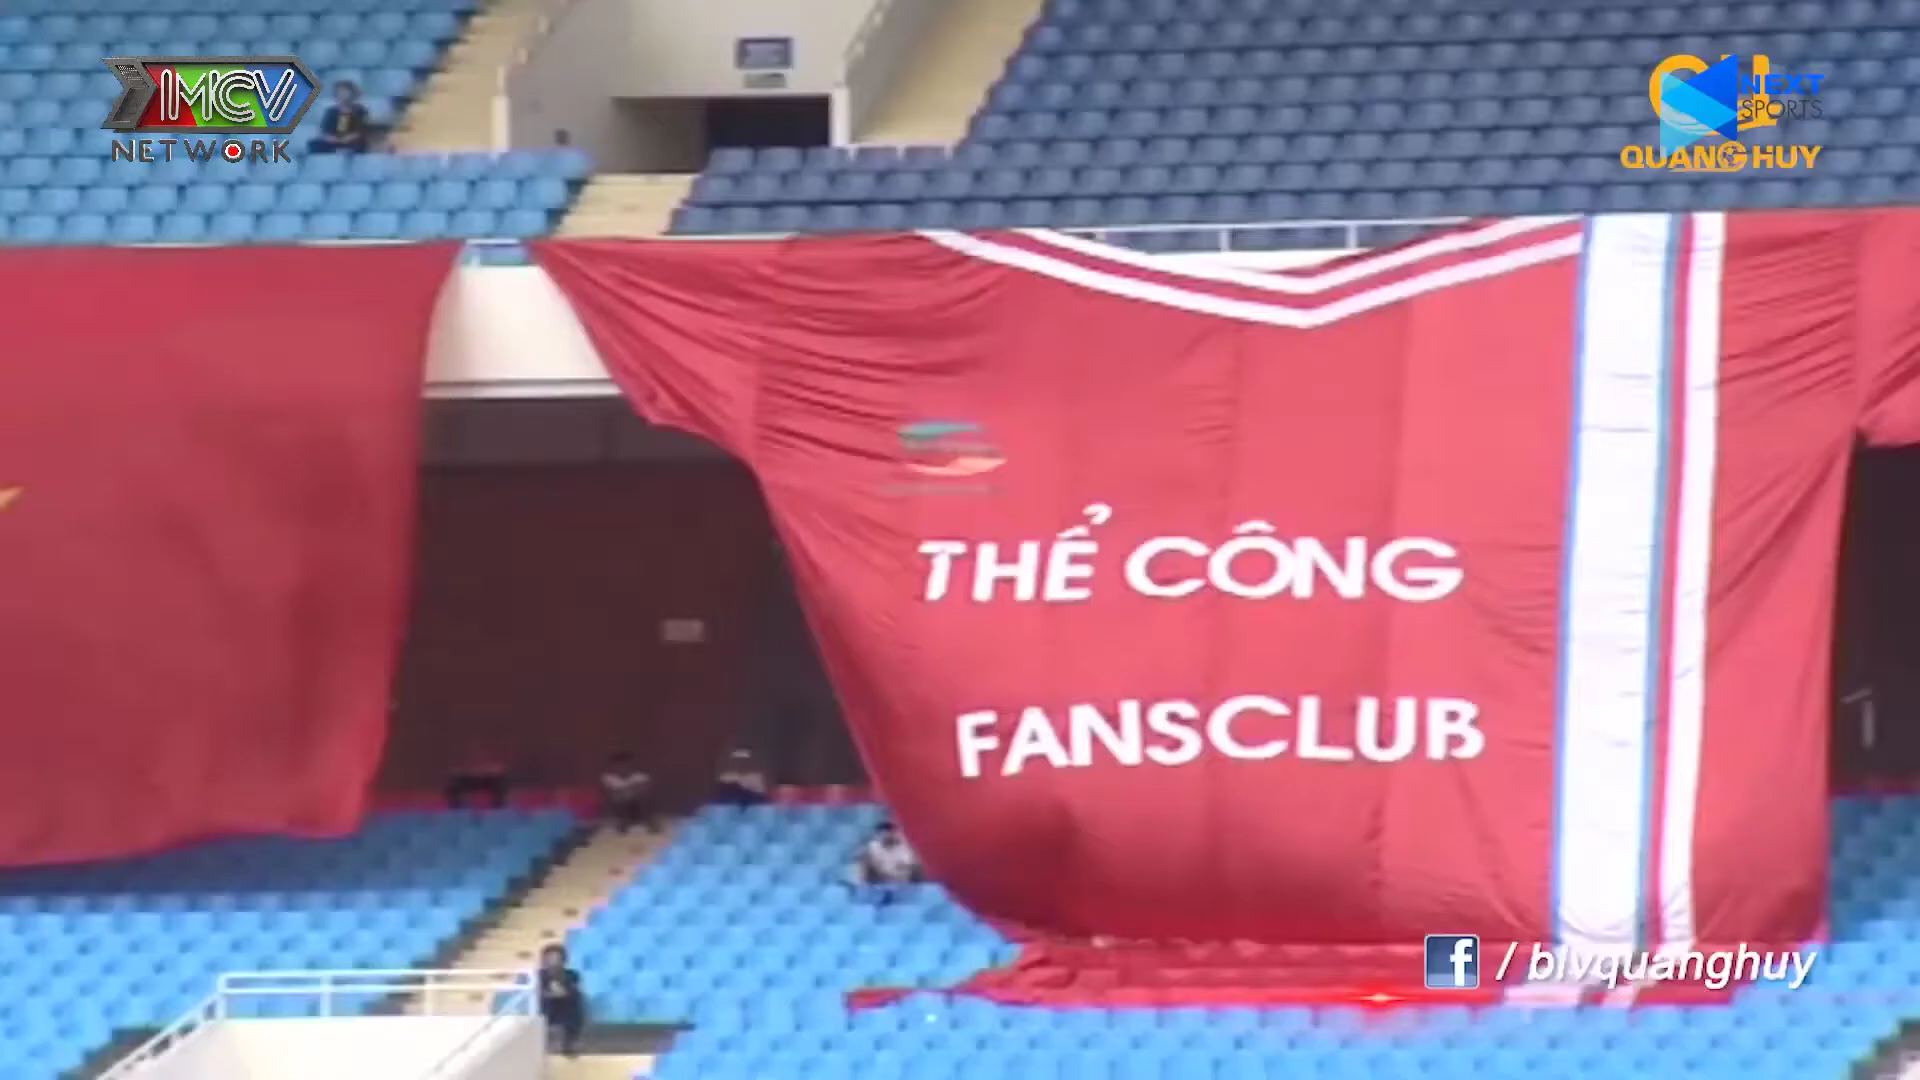 MCV
NETWORK
NEXT
SPORTS
QUANG HUY
THỂ CÔNG
FANSCLUB
f / blvquanghuy